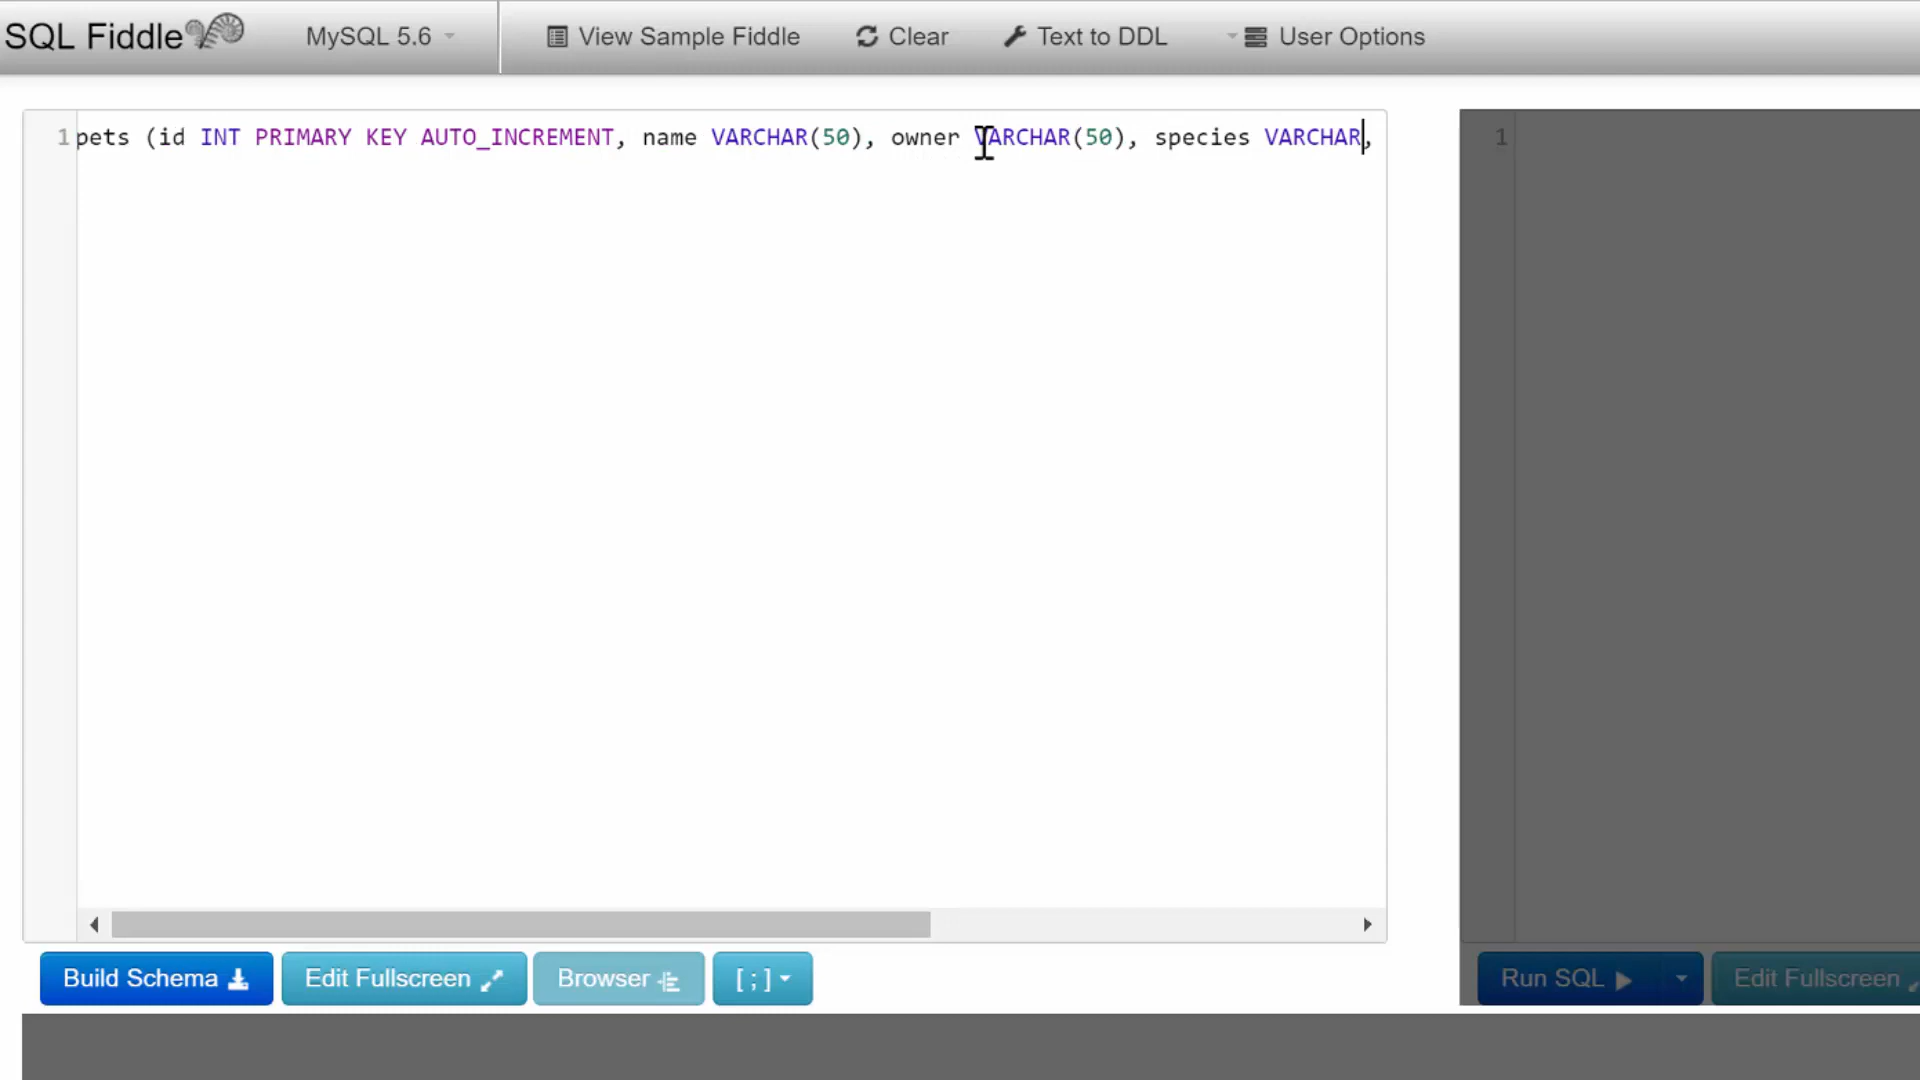 SQL Fiddle MySQL 5.6 View Sample Fiddle Clear Text to DDL User Options
1 pets (id INT PRIMARY KEY AUTO_INCREMENT, name VARCHAR(50), owner VARCHAR(50), species VARCHAR,
1
Build Schema Edit Fullscreen Browser [ ; ]
Run SQL Edit Fullscreen